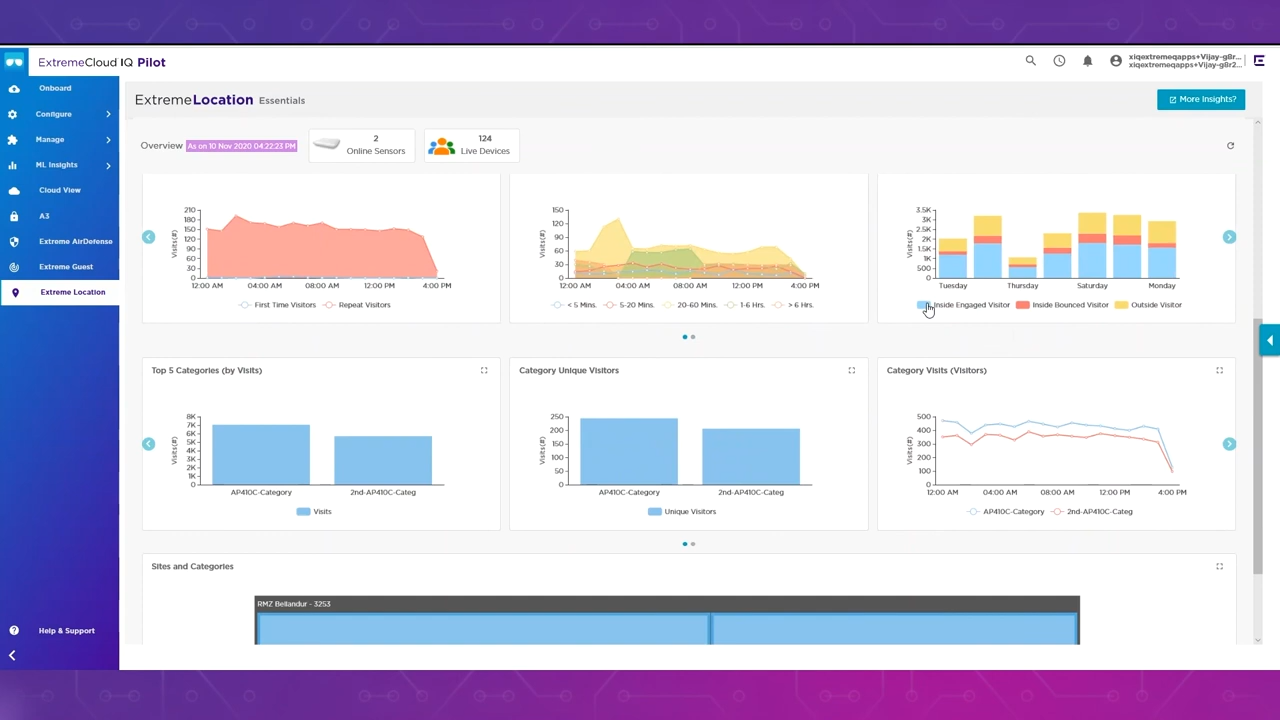 ExtremeCloud IQ Pilot
xiqextremeqapps+Vijay-g8r...
xiqextremeqapps+Vijay-g8r2...
Onboard
Configure
Manage
ML Insights
Cloud View
A3
Extreme AirDefense
Extreme Guest
Extreme Location
Help & Support
ExtremeLocation Essentials
More Insights?
Overview As on 10 Nov 2020 04:22:23 PM
2
Online Sensors
124
Live Devices
Visits(#)
210
180
150
120
90
60
30
0
12:00 AM 04:00 AM 08:00 AM 12:00 PM 4:00 PM
First Time Visitors Repeat Visitors
Visits(#)
150
120
90
60
30
0
12:00 AM 04:00 AM 08:00 AM 12:00 PM 4:00 PM
< 5 Mins. 5-20 Mins. 20-60 Mins. 1-6 Hrs. > 6 Hrs.
Visits(#)
3.5K
3K
2.5K
2K
1.5K
1K
500
0
Tuesday Thursday Saturday Monday
Inside Engaged Visitor Inside Bounced Visitor Outside Visitor
Top 5 Categories (by Visits)
Visits(#)
8K
7K
6K
5K
4K
3K
2K
1K
0
AP410C-Category 2nd-AP410C-Categ
Visits
Category Unique Visitors
Visits(#)
250
200
150
100
50
0
AP410C-Category 2nd-AP410C-Categ
Unique Visitors
Category Visits (Visitors)
Visits(#)
500
400
300
200
100
0
12:00 AM 04:00 AM 08:00 AM 12:00 PM 4:00 PM
AP410C-Category 2nd-AP410C-Categ
Sites and Categories
RMZ Bellandur - 3253